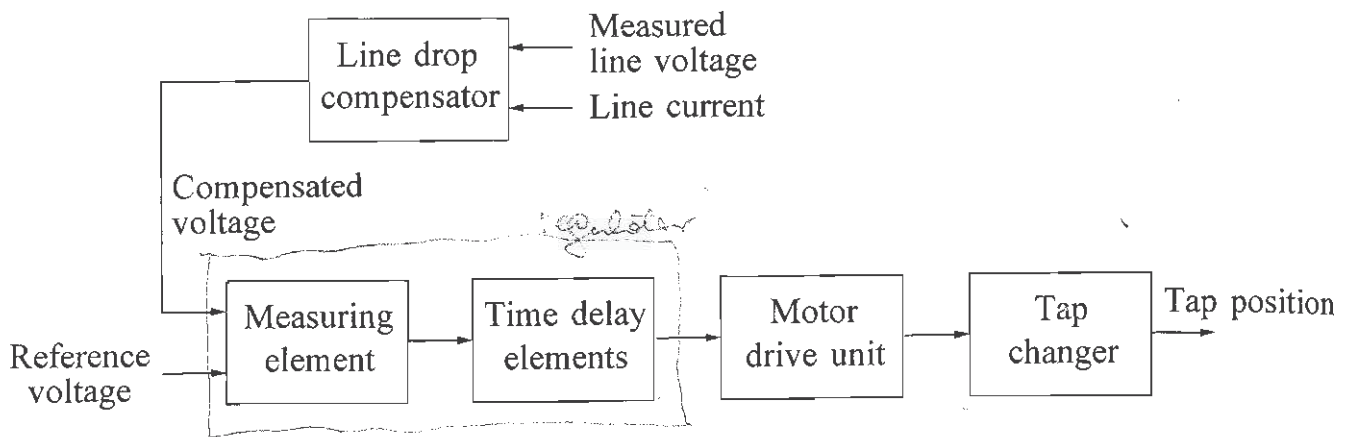 Line drop
compensator
Measured
line voltage
Line current
Compensated
voltage
Reference
voltage
Measuring
element
Time delay
elements
Motor
drive unit
Tap
changer
Tap position